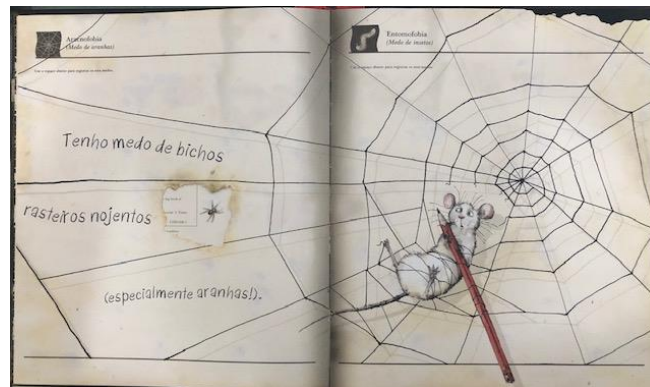 Aracnofobia
(Medo de aranhas)
Tenho medo de bichos
rasteiros nojentos
(especialmente aranhas!).
Entomofobia
(Medo de insetos)